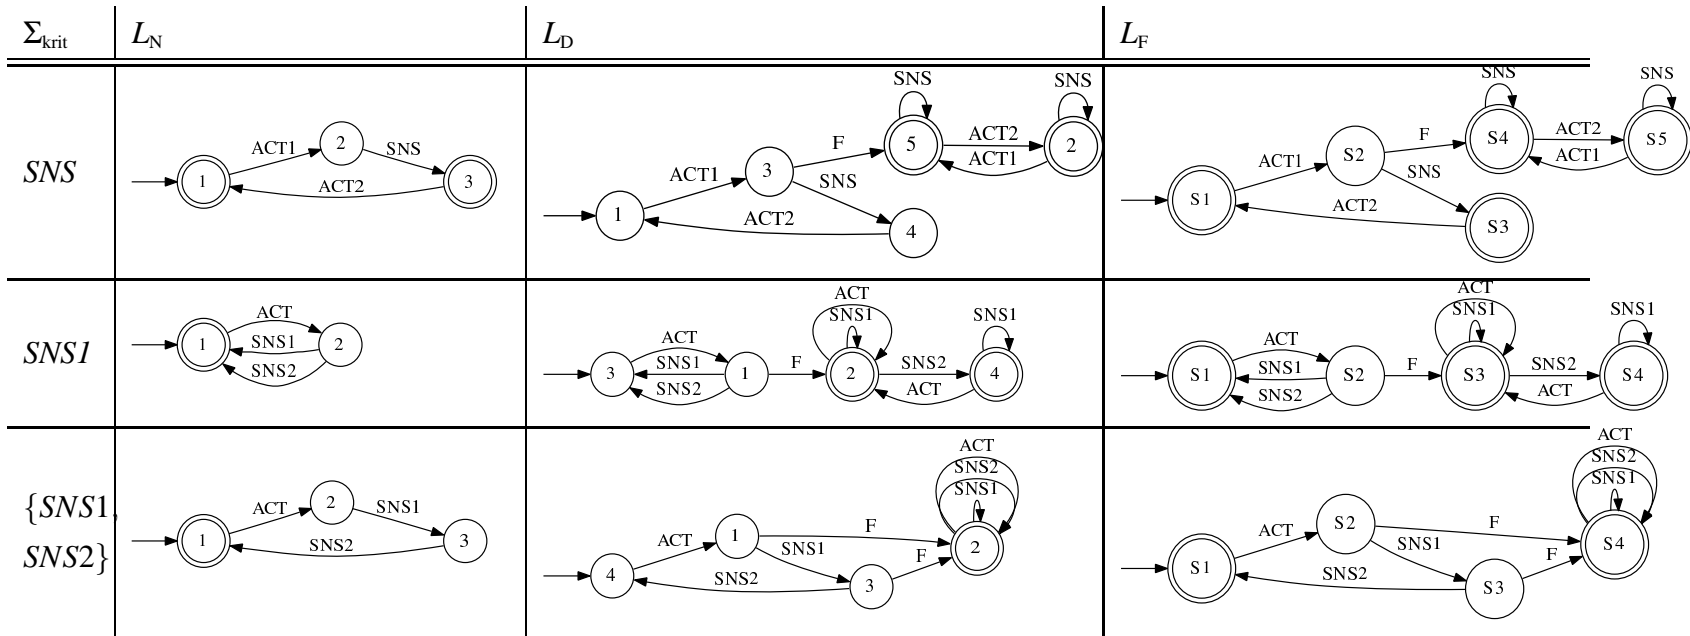 Σkrit LN LD LF
SNS
ACT1 2 SNS
1 ACT2 3
SNS SNS
F 5 ACT2 2
ACT1 3 SNS ACT1
1 ACT2 4
SNS SNS
F S4 ACT2 S5
ACT1 S2 SNS ACT1
S1 ACT2 S3
SNS1
ACT
1 SNS1 2
SNS2
ACT ACT SNS1
SNS1 SNS1
3 1 F 2 SNS2 4
SNS2 ACT
ACT ACT SNS1
SNS1 SNS1
S1 S2 F S3 SNS2 S4
SNS2 ACT
{SNS1,
SNS2}
ACT 2 SNS1
1 SNS2 3
ACT
SNS2
SNS1
ACT 1 F 2
SNS1 F
4 SNS2 3
ACT
SNS2
SNS1
ACT S2 F S4
SNS1 F
S1 SNS2 S3